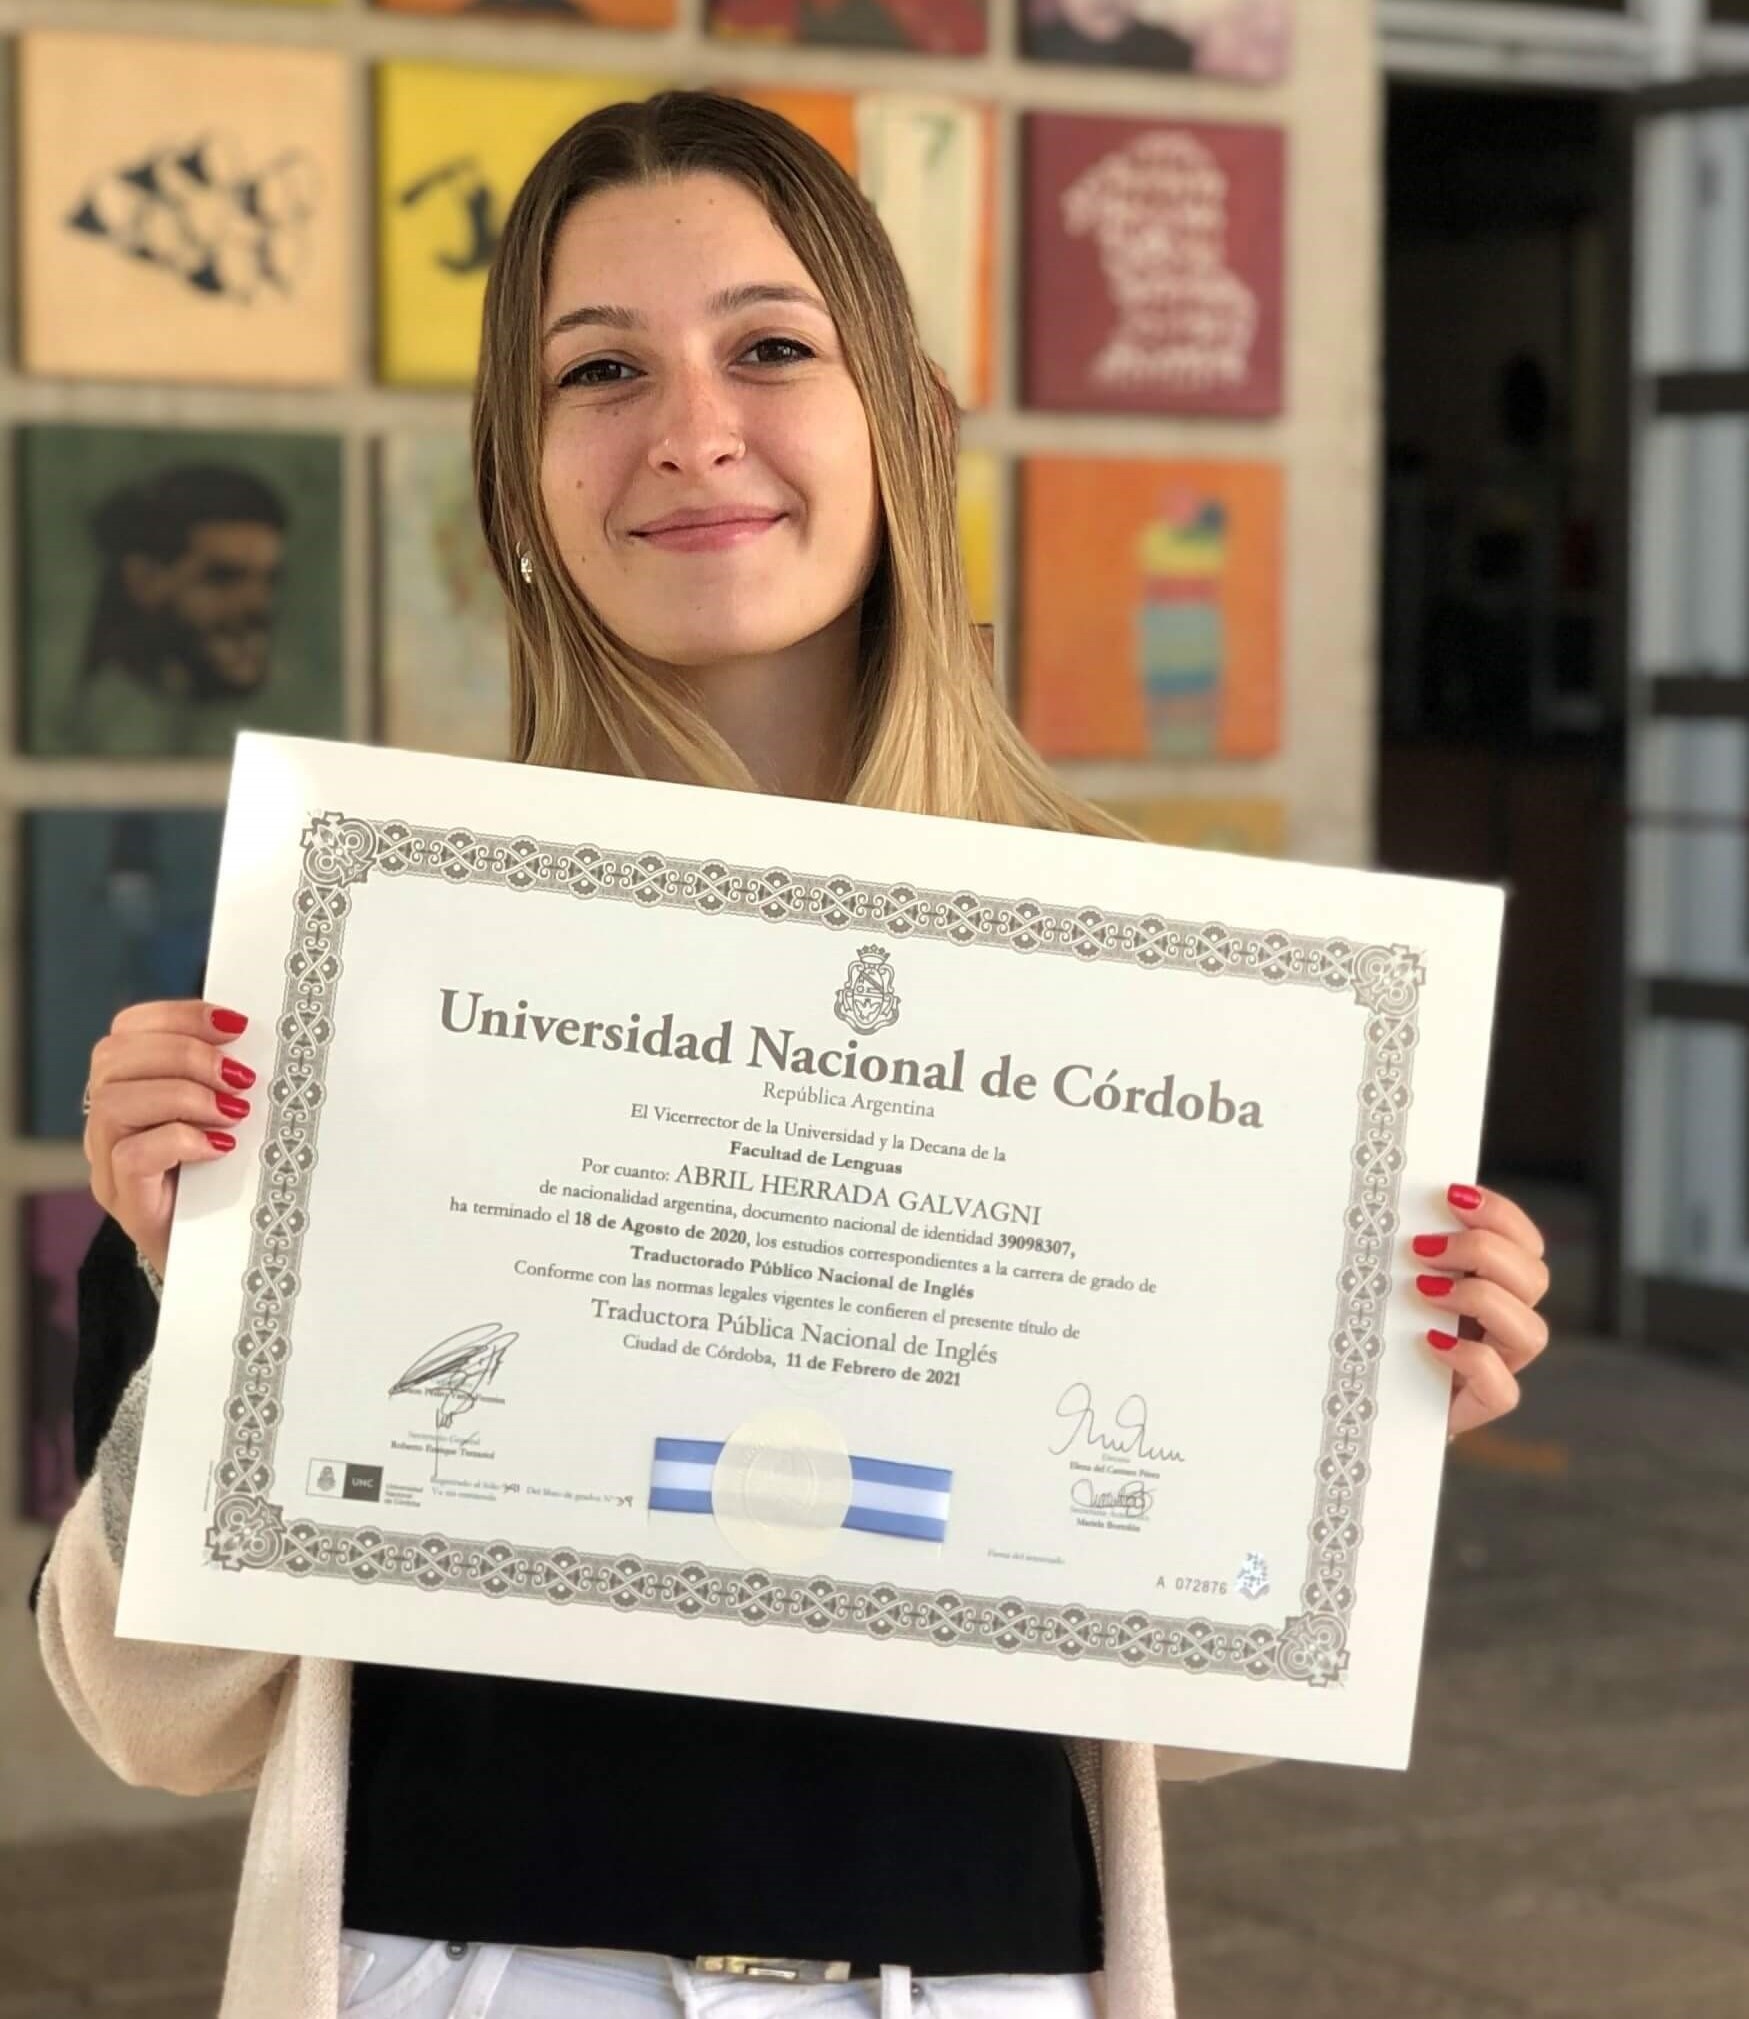 Universidad Nacional de Córdoba
República Argentina
El Vicerrector de la Universidad y la Decana de la
Facultad de Lenguas
Por cuanto: ABRIL HERRADA GALVAGNI
de nacionalidad argentina, documento nacional de identidad 39098307,
ha terminado el 18 de Agosto de 2020, los estudios correspondientes a la carrera de grado de
Traductorado Público Nacional de Inglés
Conforme con las normas legales vigentes le confieren el presente título de
Traductora Pública Nacional de Inglés
Ciudad de Córdoba, 11 de Febrero de 2021
Secretario General
Roberto Enrique Terzariol
Decana
Elena del Carmen Pérez
Mariela Bortolón
UNC
Universidad
Nacional
de Córdoba
Registrado al folio Del libro de grados N° 39
Firma del interesado
A 072876